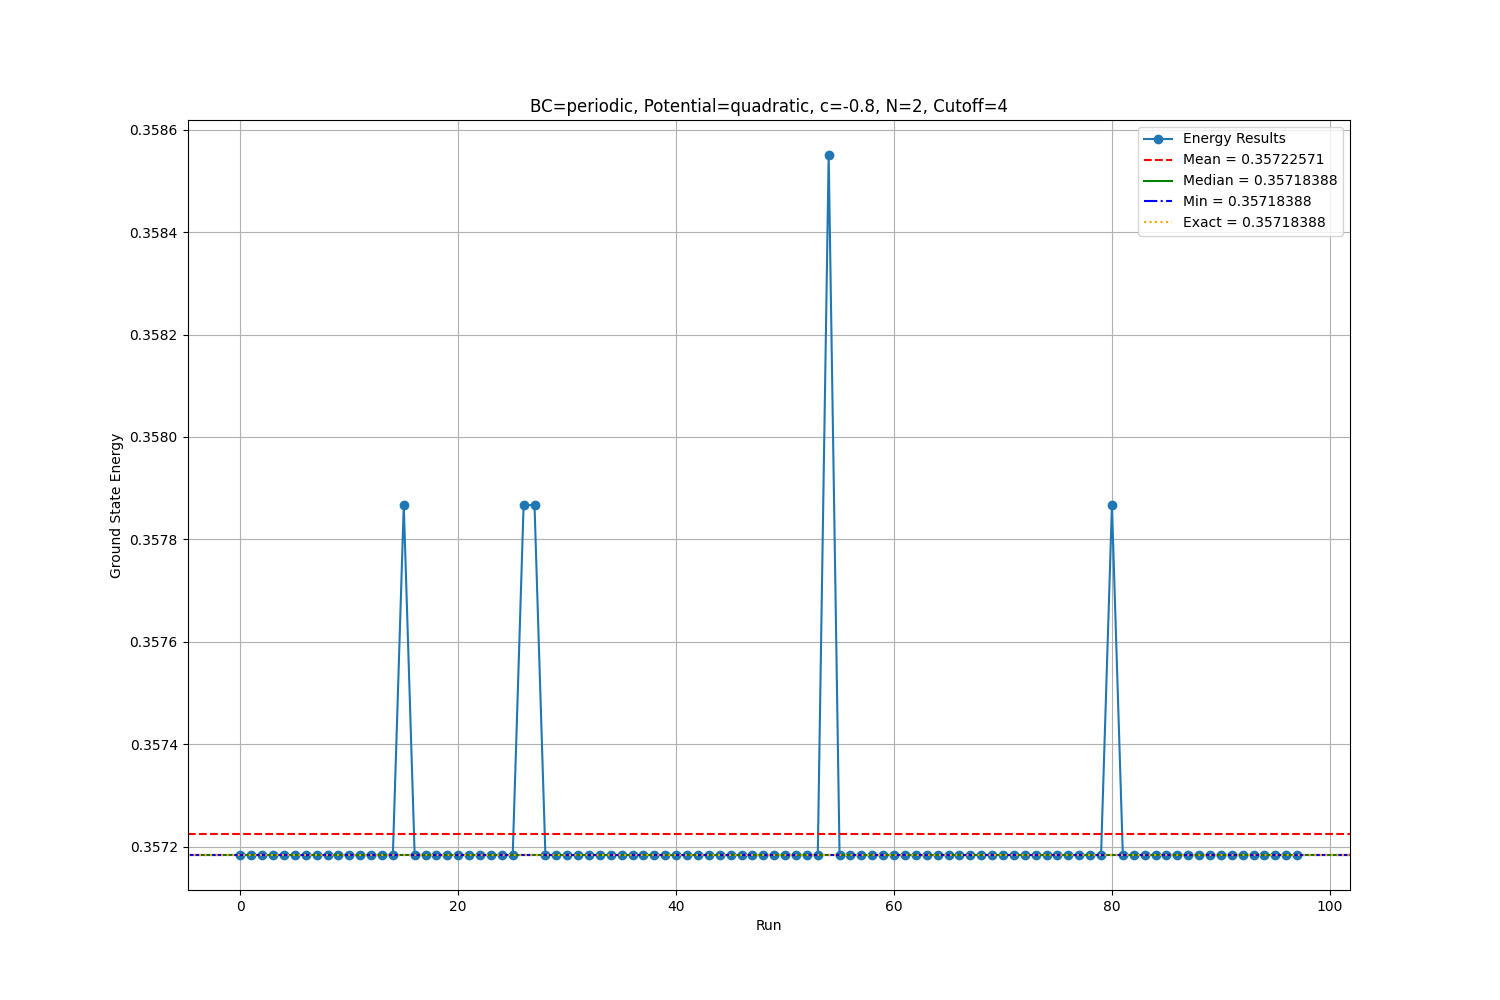 BC=periodic, Potential=quadratic, c=-0.8, N=2, Cutoff=4
0.3586
0.3584
0.3582
0.3580
0.3578
0.3576
0.3574
0.3572
Ground State Energy
Energy Results
Mean = 0.35722571
Median = 0.35718388
Min = 0.35718388
Exact = 0.35718388
0
20
40
60
80
100
Run